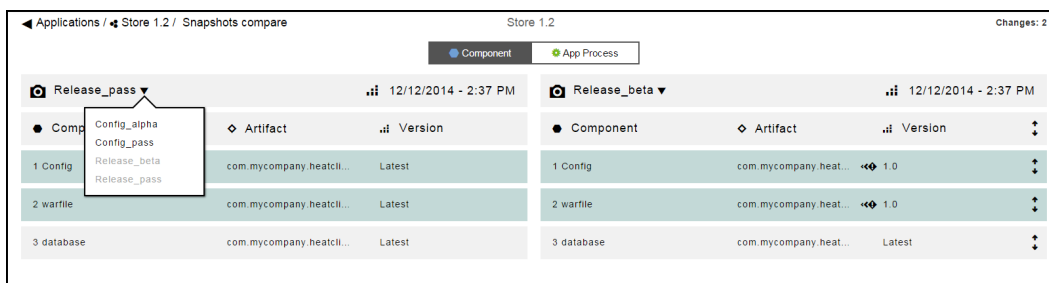 Applications / Store 1.2 / Snapshots compare Store 1.2 Changes: 2
Component App Process
Release_pass 12/12/2014 - 2:37 PM Release_beta 12/12/2014 - 2:37 PM
Comp Artifact Version Component Artifact Version
Config_alpha
Config_pass
Release_beta
Release_pass
1 Config com.mycompany.heatcli... Latest 1 Config com.mycompany.heat... 1.0
2 warfile com.mycompany.heatcli... Latest 2 warfile com.mycompany.heat... 1.0
3 database com.mycompany.heatcli... Latest 3 database com.mycompany.heat... Latest